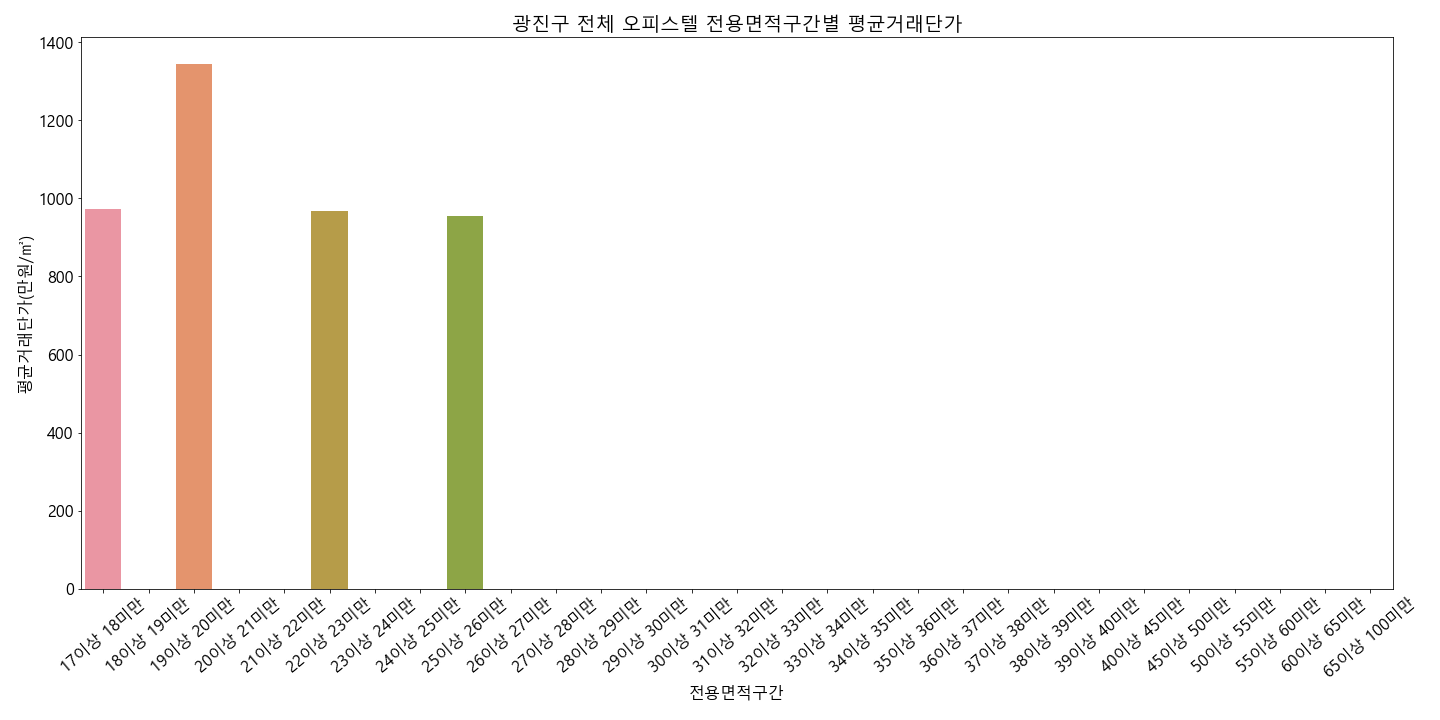 광진구 전체 오피스텔 전용면적구간별 평균거래단가
1400
1200
1000
800
600
400
200
0
평균거래단가(만원/㎡)
17이상 18미만
18이상 19미만
19이상 20미만
20이상 21미만
21이상 22미만
22이상 23미만
23이상 24미만
24이상 25미만
25이상 26미만
26이상 27미만
27이상 28미만
28이상 29미만
29이상 30미만
30이상 31미만
31이상 32미만
32이상 33미만
33이상 34미만
34이상 35미만
35이상 36미만
36이상 37미만
37이상 38미만
38이상 39미만
39이상 40미만
40이상 45미만
45이상 50미만
50이상 55미만
55이상 60미만
60이상 65미만
65이상 100미만
전용면적구간